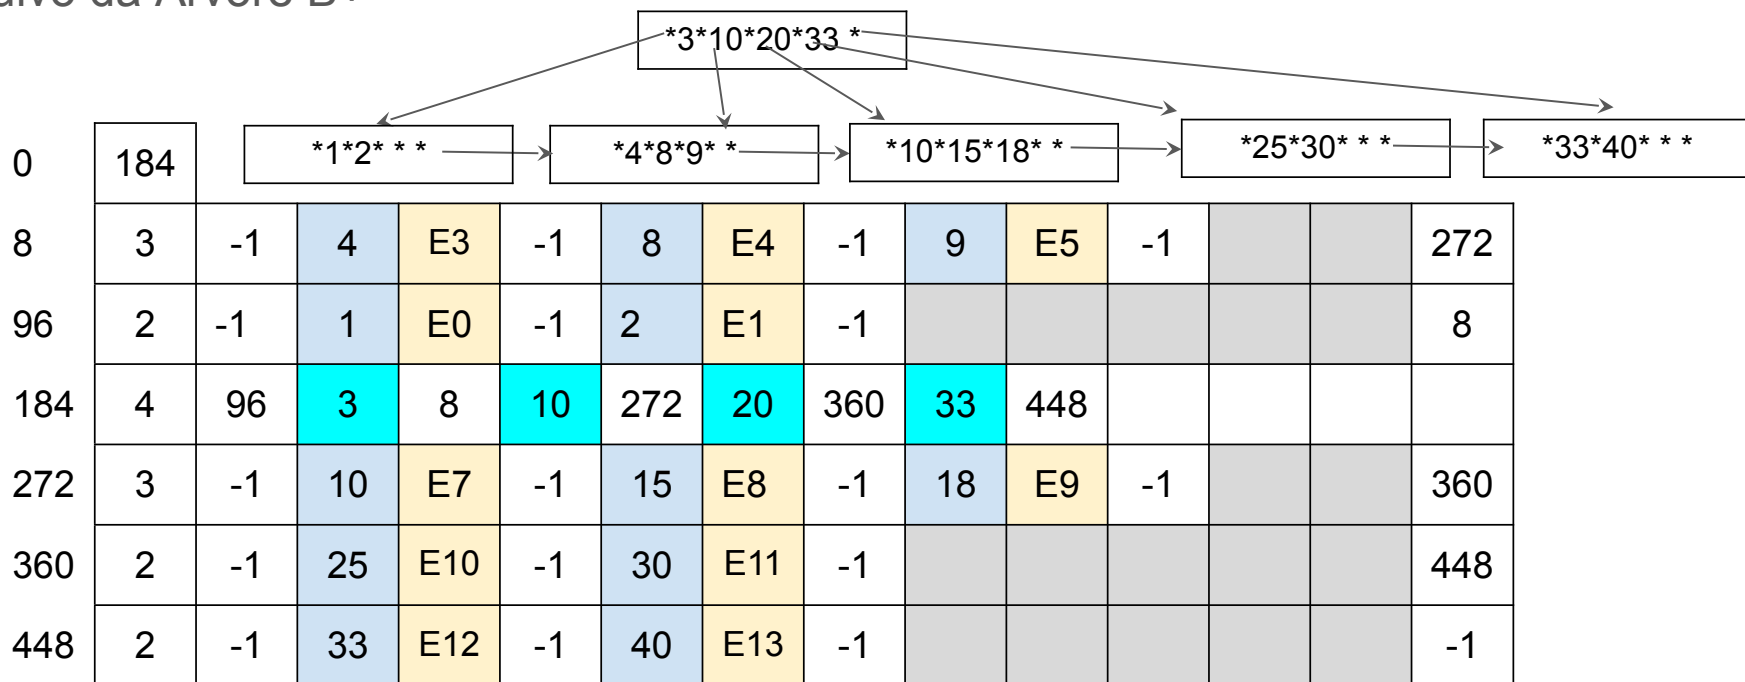 da Árvore B+
*3*10*20*33 *
*1*2* * * *4*8*9* * *10*15*18* * *25*30* * * *33*40* * *
0 184
8 3 -1 4 E3 -1 8 E4 -1 9 E5 -1 272
96 2 -1 1 E0 -1 2 E1 -1 8
184 4 96 3 8 10 272 20 360 33 448
272 3 -1 10 E7 -1 15 E8 -1 18 E9 -1 360
360 2 -1 25 E10 -1 30 E11 -1 448
448 2 -1 33 E12 -1 40 E13 -1 -1